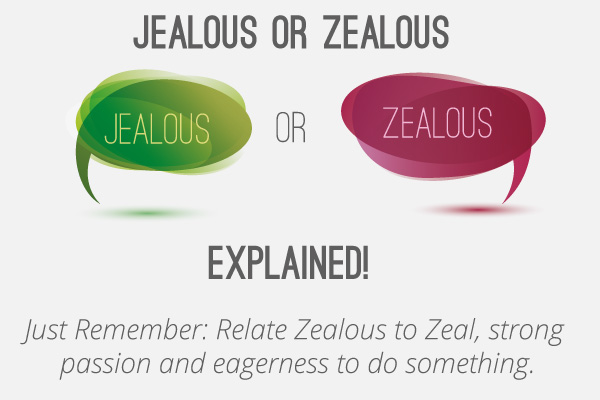 JEALOUS OR ZEALOUS
JEALOUS
OR
ZEALOUS
EXPLAINED!
Just Remember: Relate Zealous to Zeal, strong
passion and eagerness to do something.